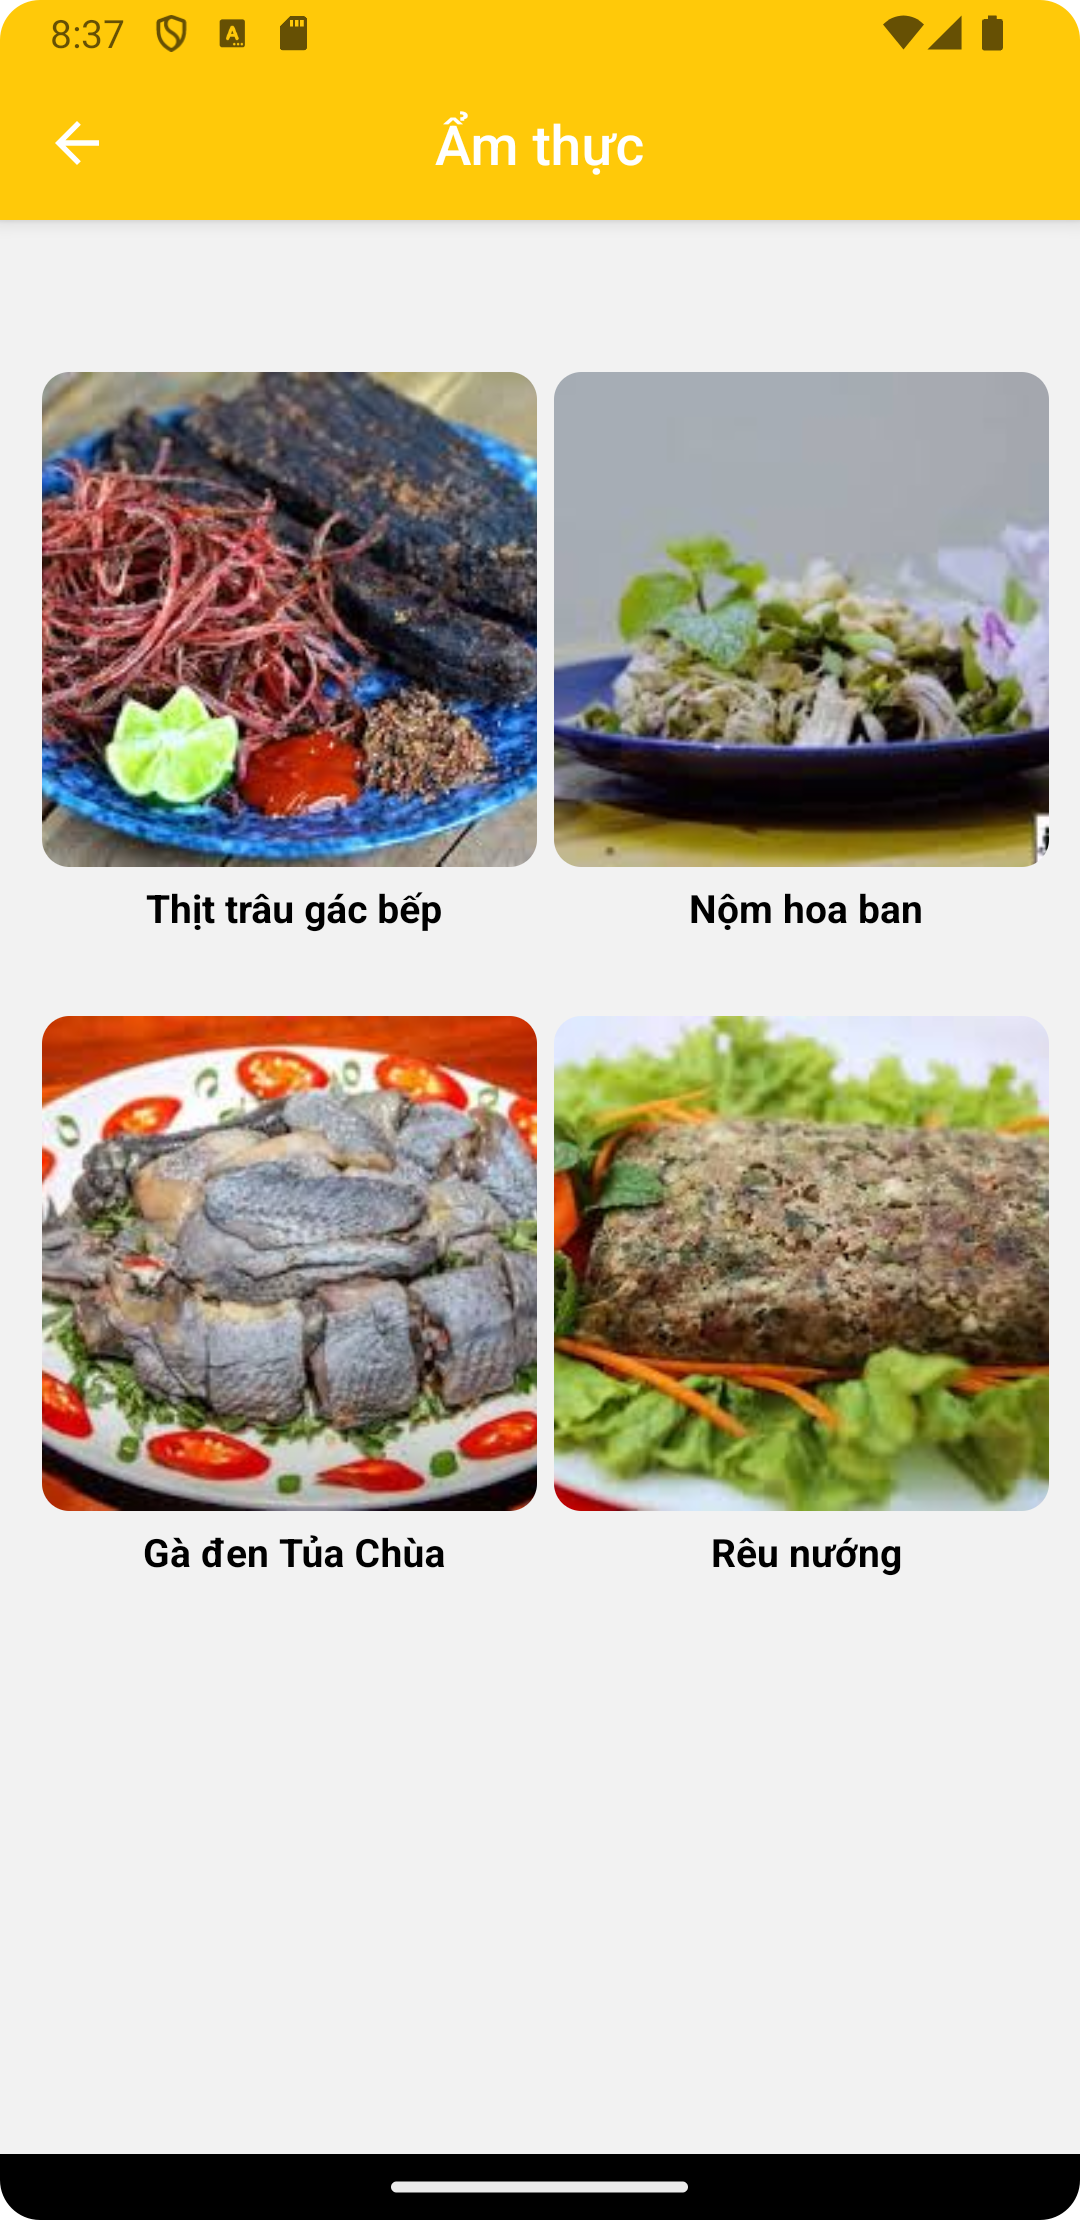 8:37
Ẩm thực
Thịt trâu gác bếp
Nộm hoa ban
Gà đen Tủa Chùa
Rêu nướng